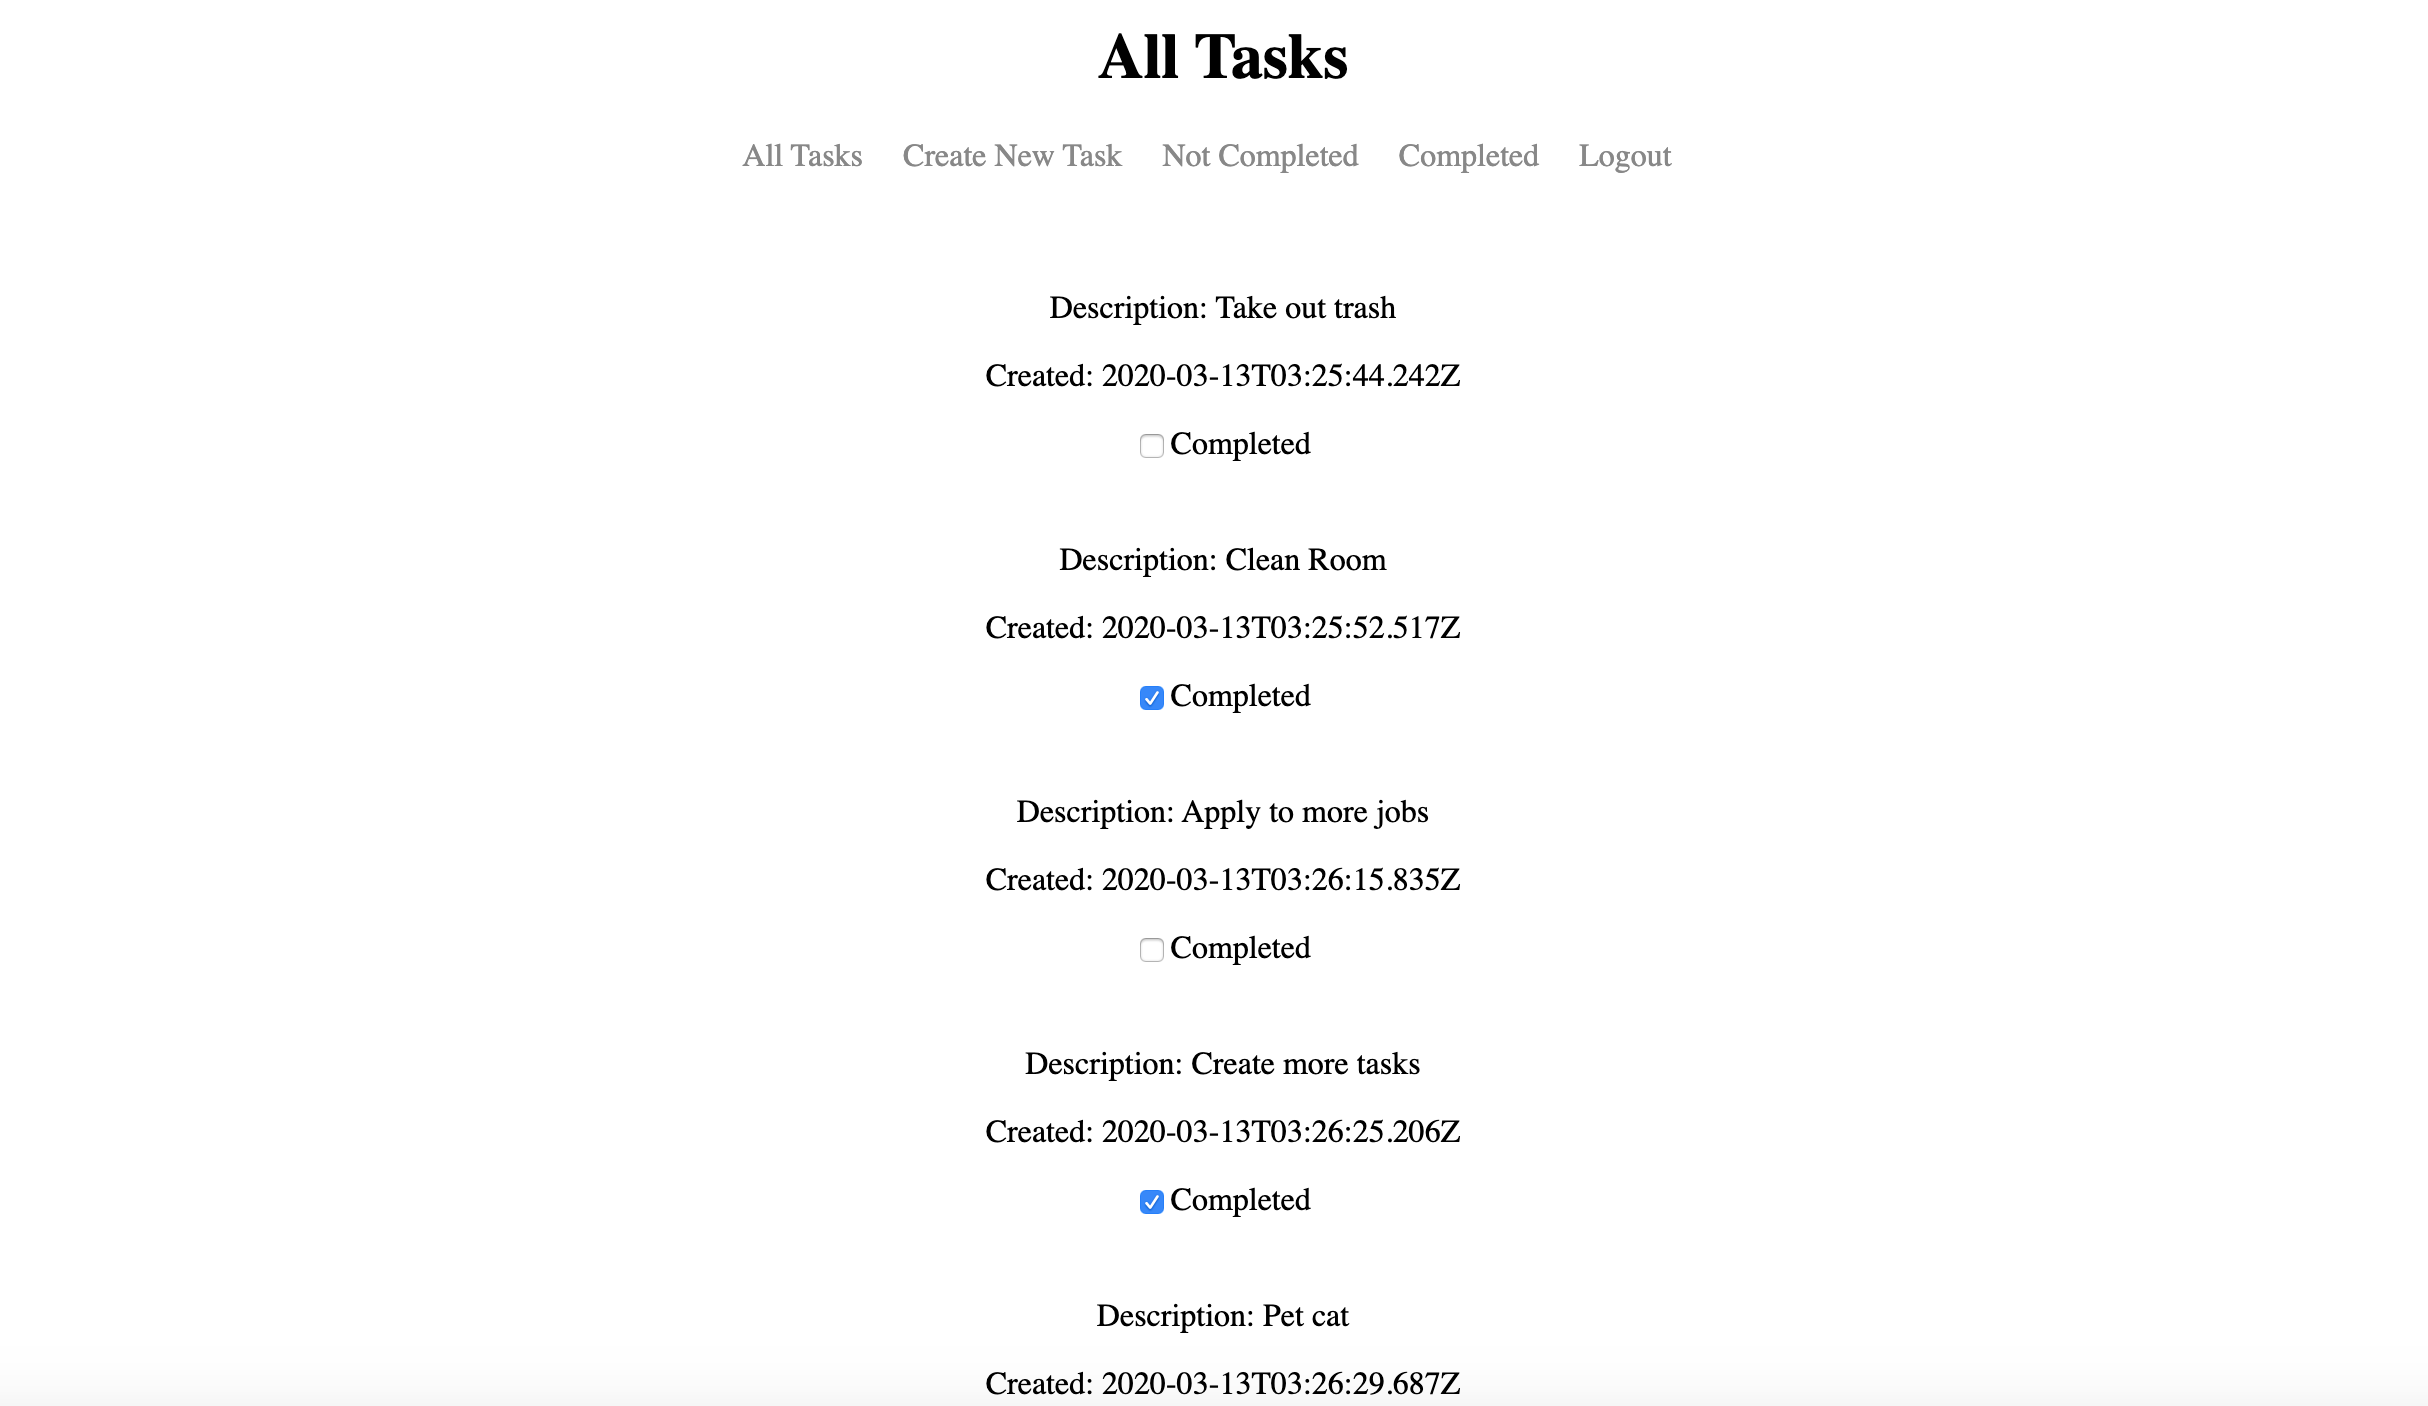 All Tasks
All Tasks Create New Task Not Completed Completed Logout
Description: Take out trash
Created: 2020-03-13T03:25:44.242Z
Completed
Description: Clean Room
Created: 2020-03-13T03:25:52.517Z
Completed
Description: Apply to more jobs
Created: 2020-03-13T03:26:15.835Z
Completed
Description: Create more tasks
Created: 2020-03-13T03:26:25.206Z
Completed
Description: Pet cat
Created: 2020-03-13T03:26:29.687Z